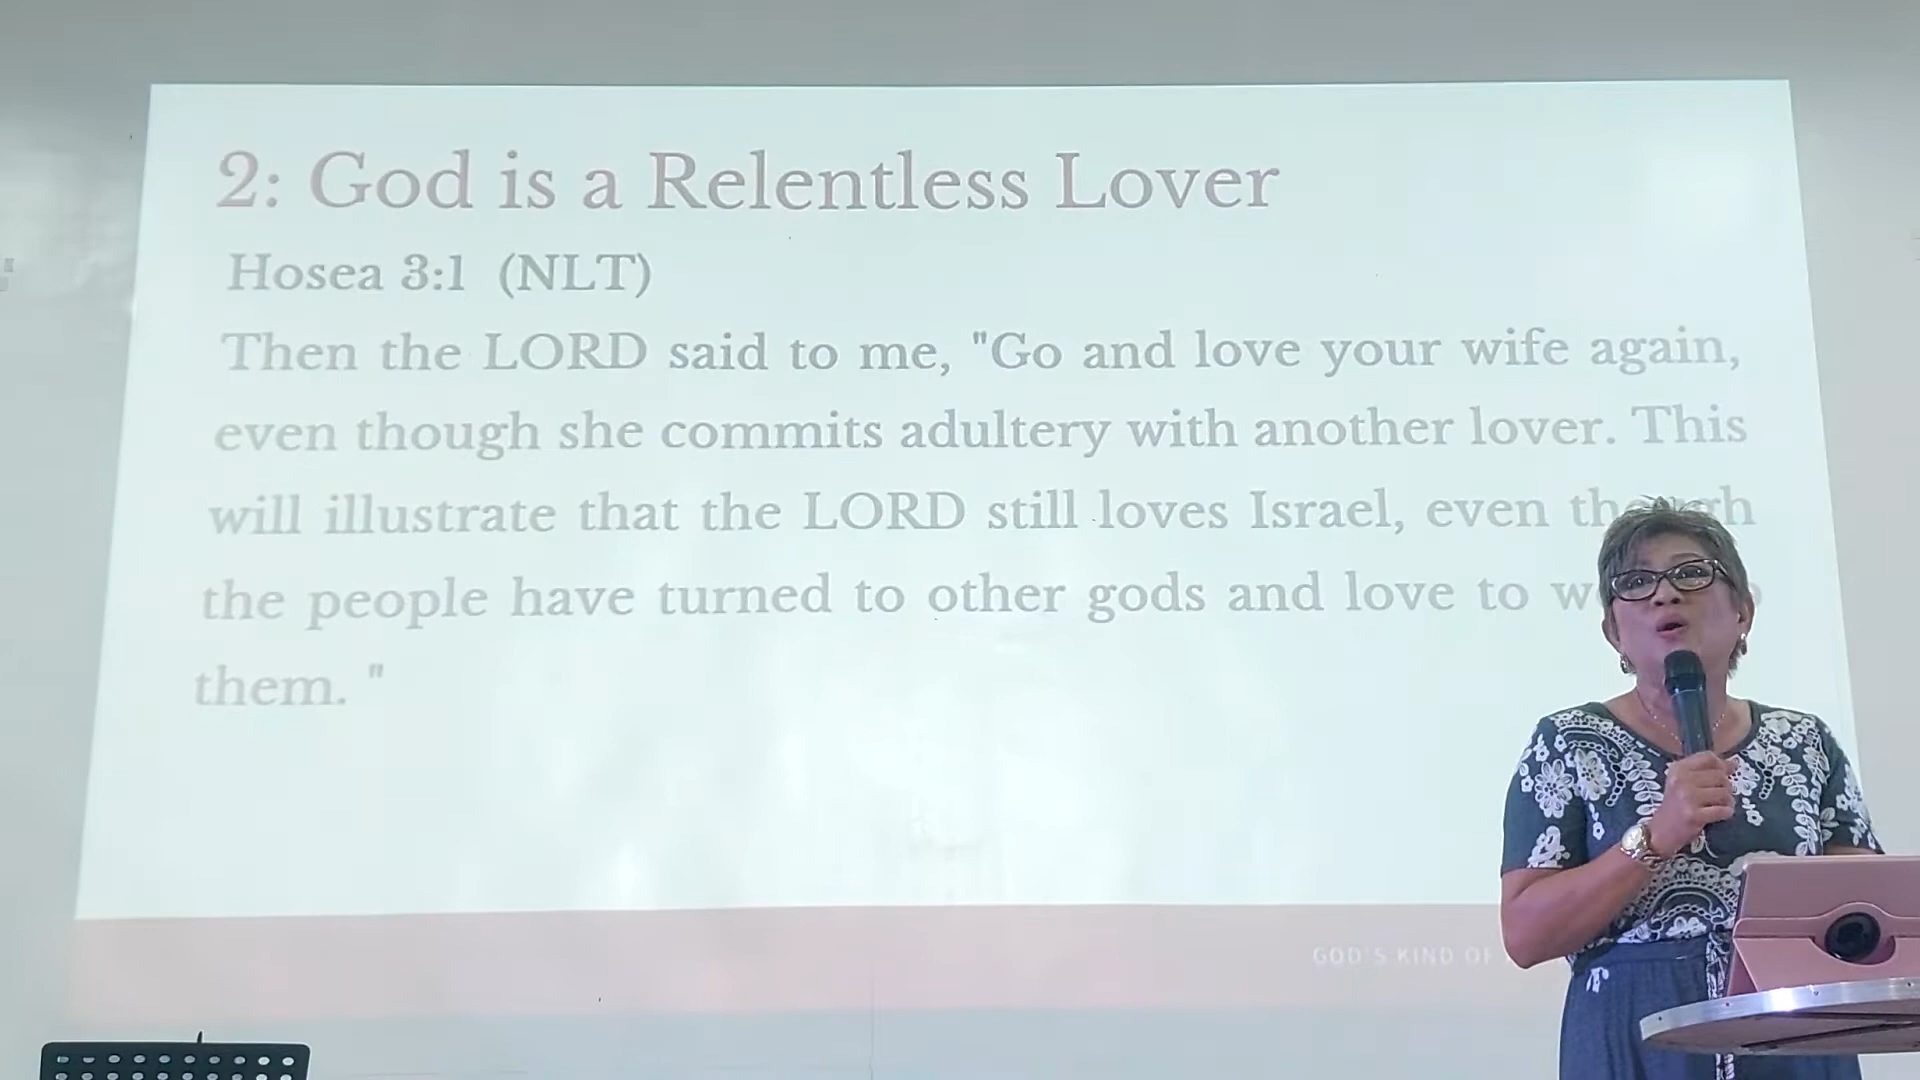 2: God is a Relentless Lover
Hosea 3:1 (NLT)
Then the LORD said to me, "Go and love your wife again,
even though she commits adultery with another lover. This
will illustrate that the LORD still loves Israel, even though
the people have turned to other gods and love to
them. "
GOD'S KIND OF